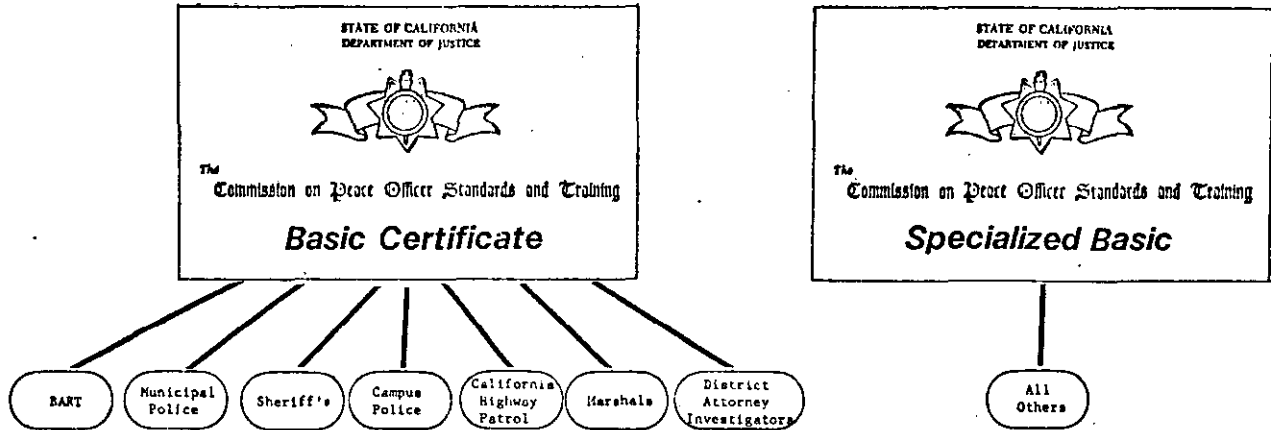 STATE OF CALIFORNIA
DEPARTMENT OF JUSTICE
The
Commission on Peace Officer Standards and Training
Basic Certificate
STATE OF CALIFORNIA
DEPARTMENT OF JUSTICE
The
Commission on Peace Officer Standards and Training
Specialized Basic
BART
Municipal
Police
Sheriff's
Campus
Police
California
Highway
Patrol
Marshals
District
Attorney
Investigators
All
Others